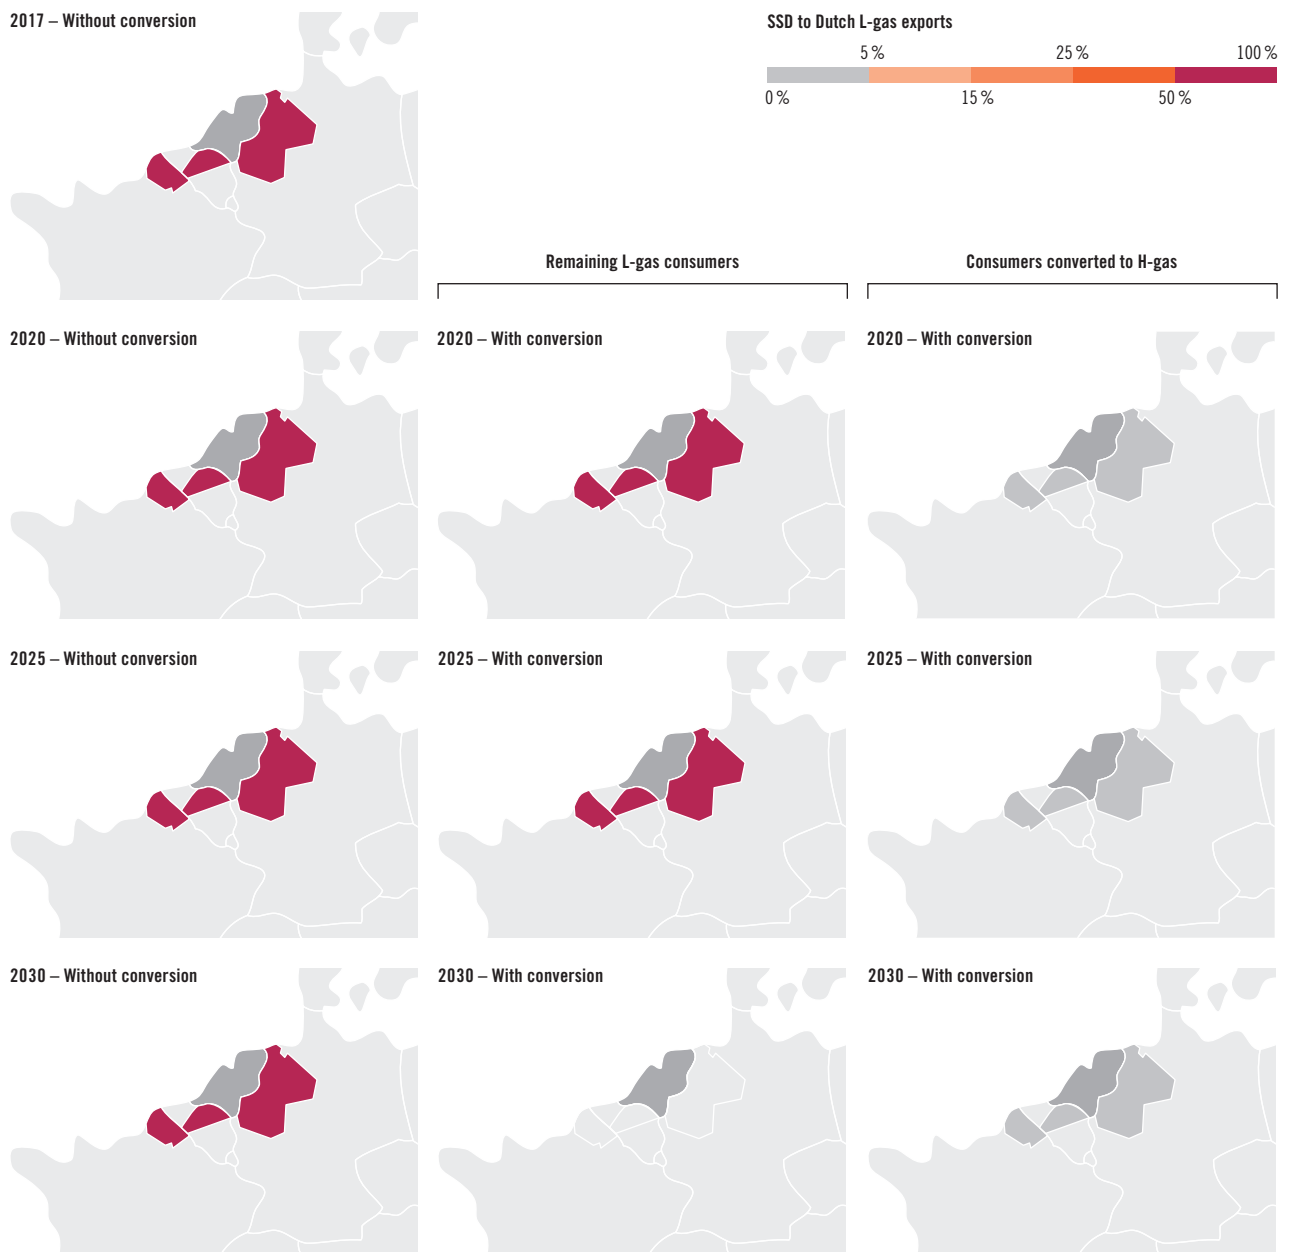 2017 – Without conversion
SSD to Dutch L-gas exports
5 % 25 % 100 %
0 % 15 % 50 %
Remaining L-gas consumers
Consumers converted to H-gas
2020 – Without conversion
2020 – With conversion
2020 – With conversion
2025 – Without conversion
2025 – With conversion
2025 – With conversion
2030 – Without conversion
2030 – With conversion
2030 – With conversion